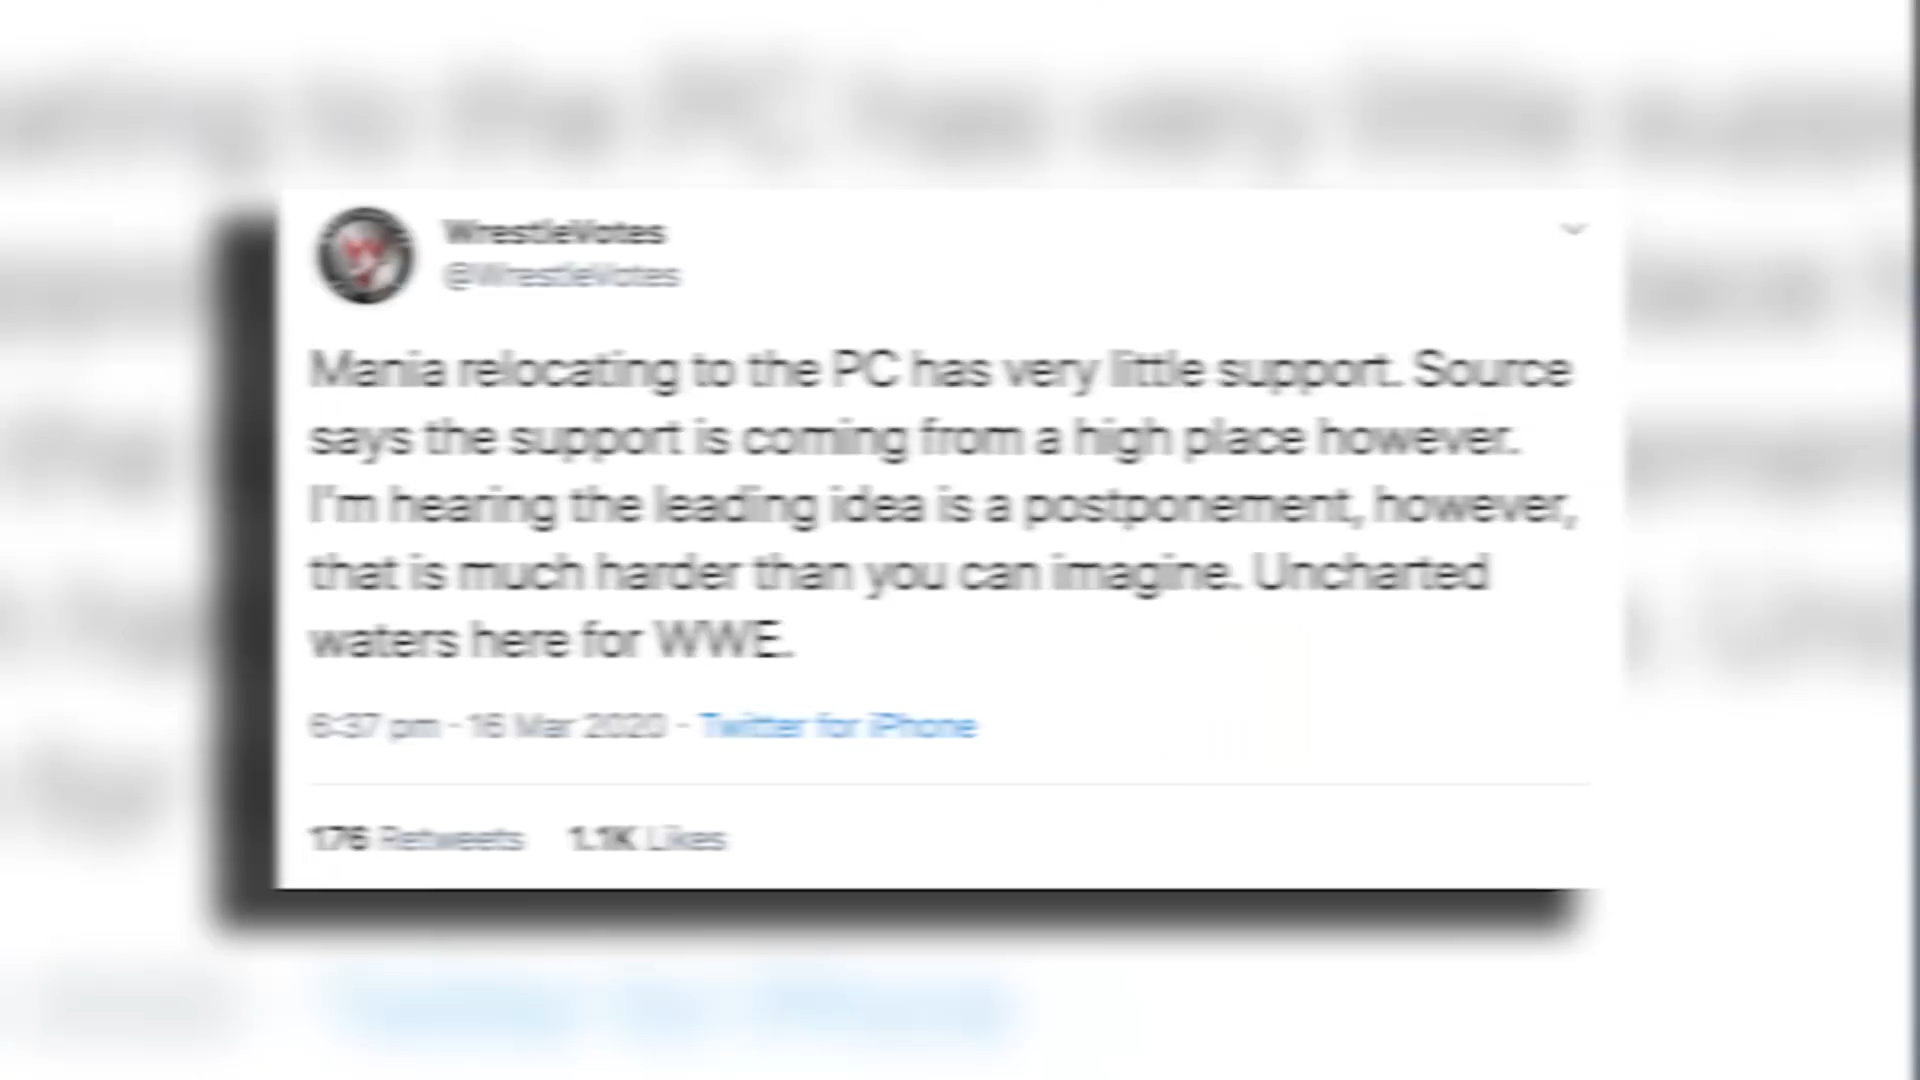 WrestleVotes
@WrestleVotes
Mania relocating to the PC has very little support. Source
says the support is coming from a high place however.
I'm hearing the leading idea is a postponement, however,
that is much harder than you can imagine. Uncharted
waters here for WWE.
6:37 pm · 16 Mar 2020 · Twitter for iPhone
176 Retweets 1.1K Likes